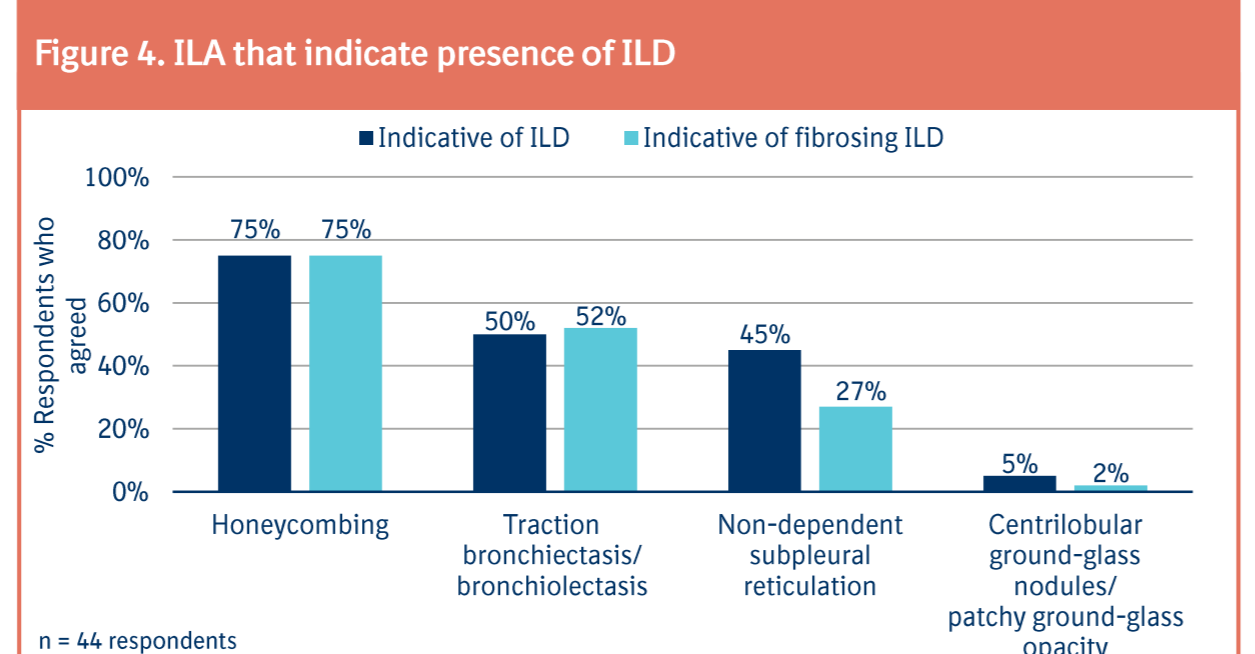 Figure 4. ILA that indicate presence of ILD
Indicative of ILD
Indicative of fibrosing ILD
% Respondents who
agreed
100%
80%
60%
40%
20%
0%
75%
75%
50%
52%
45%
27%
5%
2%
Honeycombing
Traction
bronchiectasis/
bronchiolectasis
Non-dependent
subpleural
reticulation
Centrilobular
ground-glass
nodules/
patchy ground-glass
opacity
n = 44 respondents